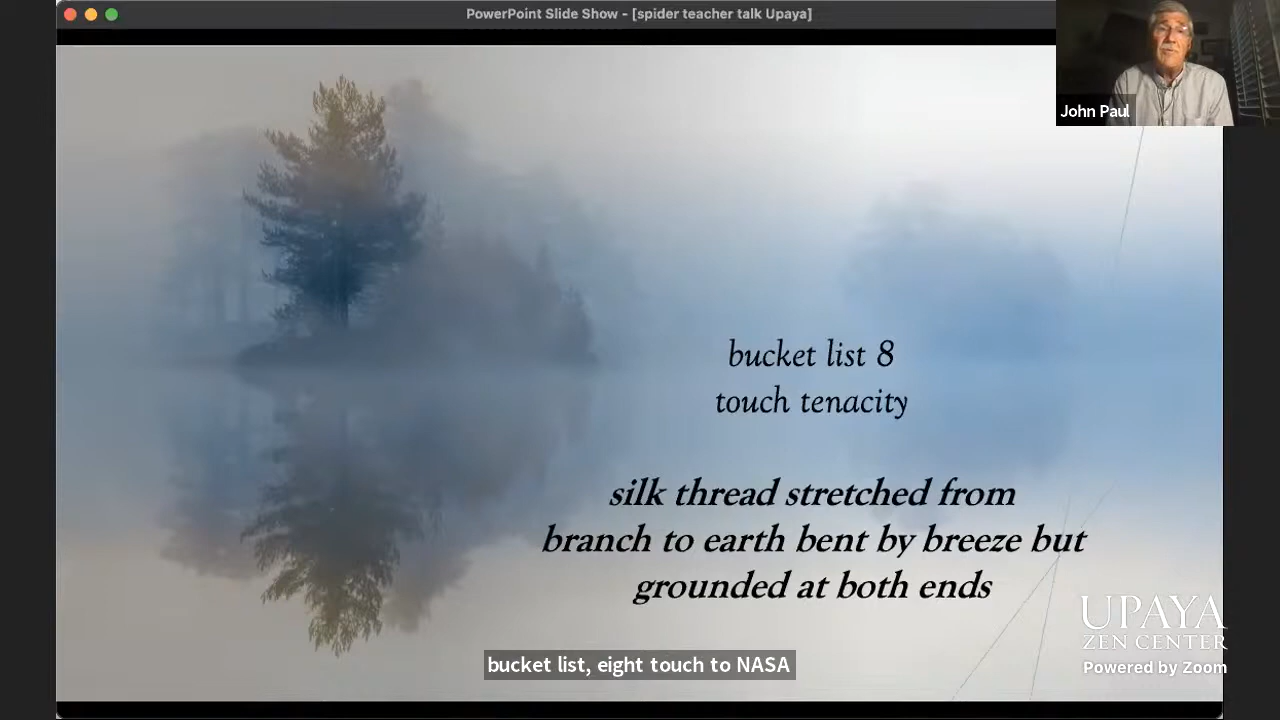 PowerPoint Slide Show - [spider teacher talk Upaya]
John Paul
bucket list 8
touch tenacity
silk thread stretched from
branch to earth bent by breeze but
grounded at both ends
UPAYA
ZEN CENTER
Powered by Zoom
bucket list, eight touch to NASA